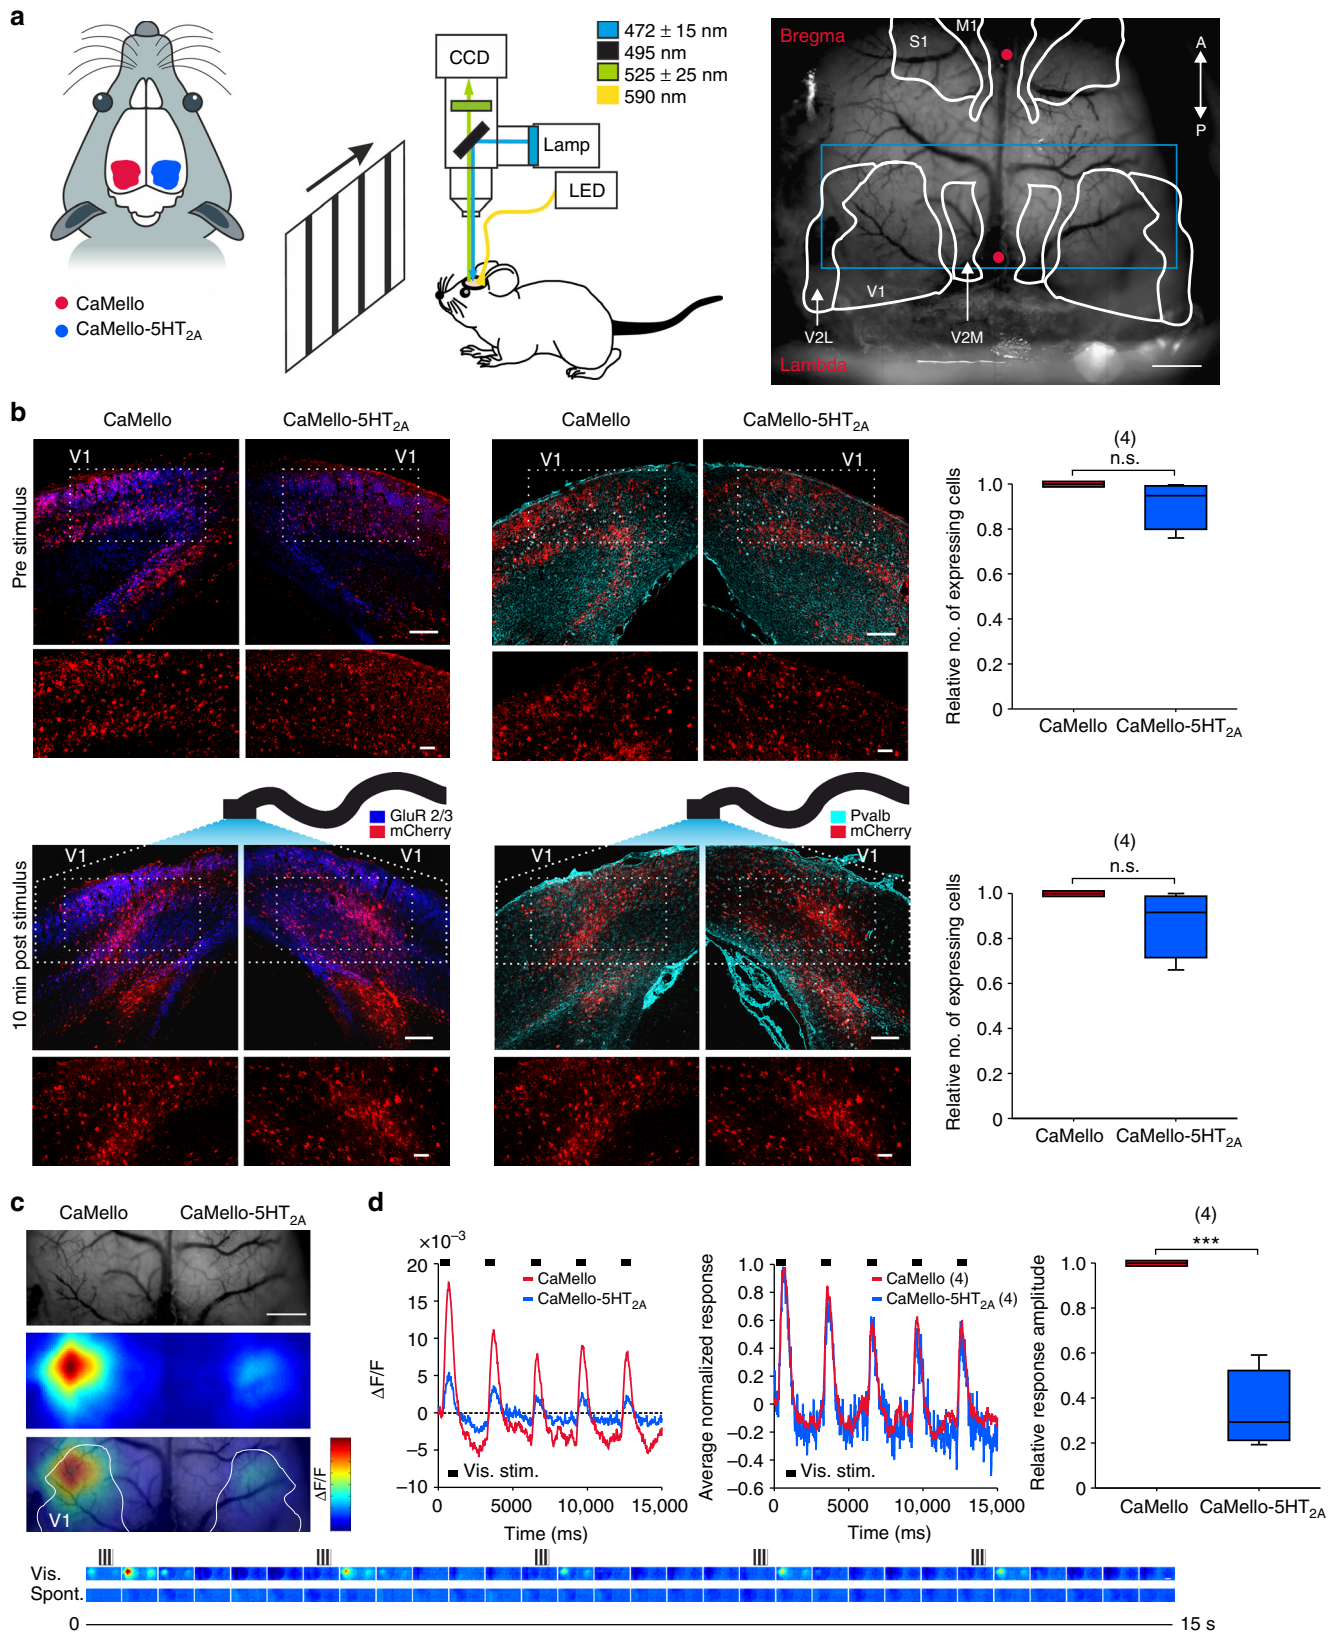 a
CCD
Lamp
LED
472 ± 15 nm
495 nm
525 ± 25 nm
590 nm
CaMello
CaMello-5HT2A
Bregma
M1
S1
A
P
V1
V2L
V2M
Lambda
b
CaMello
CaMello-5HT2A
CaMello
CaMello-5HT2A
Pre stimulus
V1
V1
V1
V1
(4)
n.s.
Relative no. of expressing cells
1.0
0.8
0.6
0.4
0.2
0
CaMello
CaMello-5HT2A
10 min post stimulus
GluR 2/3
mCherry
Pvalb
mCherry
V1
V1
V1
V1
(4)
n.s.
Relative no. of expressing cells
1.0
0.8
0.6
0.4
0.2
0
CaMello
CaMello-5HT2A
c
CaMello
CaMello-5HT2A
V1
ΔF/F
d
×10⁻³
20
15
10
5
0
−5
−10
ΔF/F
CaMello
CaMello-5HT2A
Vis. stim.
0
5000
10,000
15,000
Time (ms)
Average normalized response
1.0
0.8
0.6
0.4
0.2
0
−0.2
−0.4
−0.6
CaMello (4)
CaMello-5HT2A (4)
Vis. stim.
0
5000
10,000
15,000
Time (ms)
(4)
***
Relative response amplitude
1.0
0.8
0.6
0.4
0.2
0
CaMello
CaMello-5HT2A
Vis.
Spont.
0
15 s